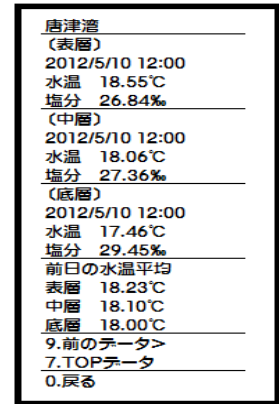 唐津湾
(表層)
2012/5/10 12:00
水温 18.55℃
塩分 26.84‰
(中層)
2012/5/10 12:00
水温 18.06℃
塩分 27.36‰
(底層)
2012/5/10 12:00
水温 17.46℃
塩分 29.45‰
前日の水温平均
表層 18.23℃
中層 18.10℃
底層 18.00℃
9.前のデータ>
7.TOPデータ
0.戻る